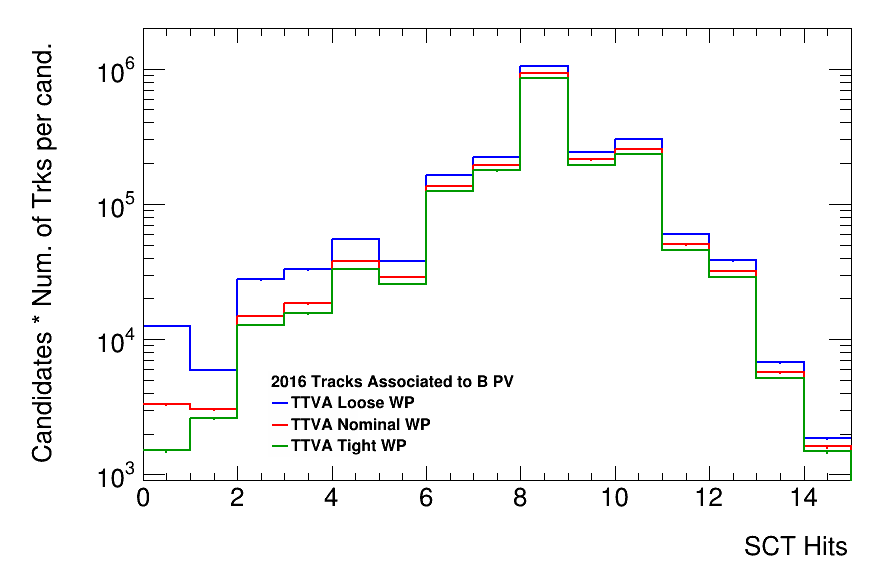 Candidates * Num. of Trks per cand.
10^6
10^5
10^4
10^3
2016 Tracks Associated to B PV
TTVA Loose WP
TTVA Nominal WP
TTVA Tight WP
0 2 4 6 8 10 12 14
SCT Hits